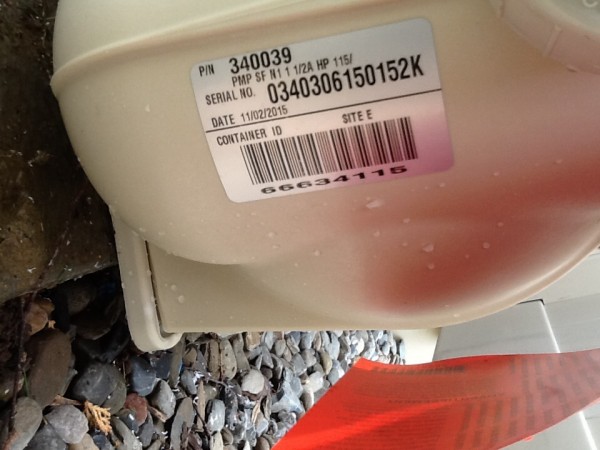 P/N 340039
PMP SF N1 1 1/2A HP 115/
SERIAL NO. 0340306150152K
DATE 11/02/2015
CONTAINER ID SITE E
66634115